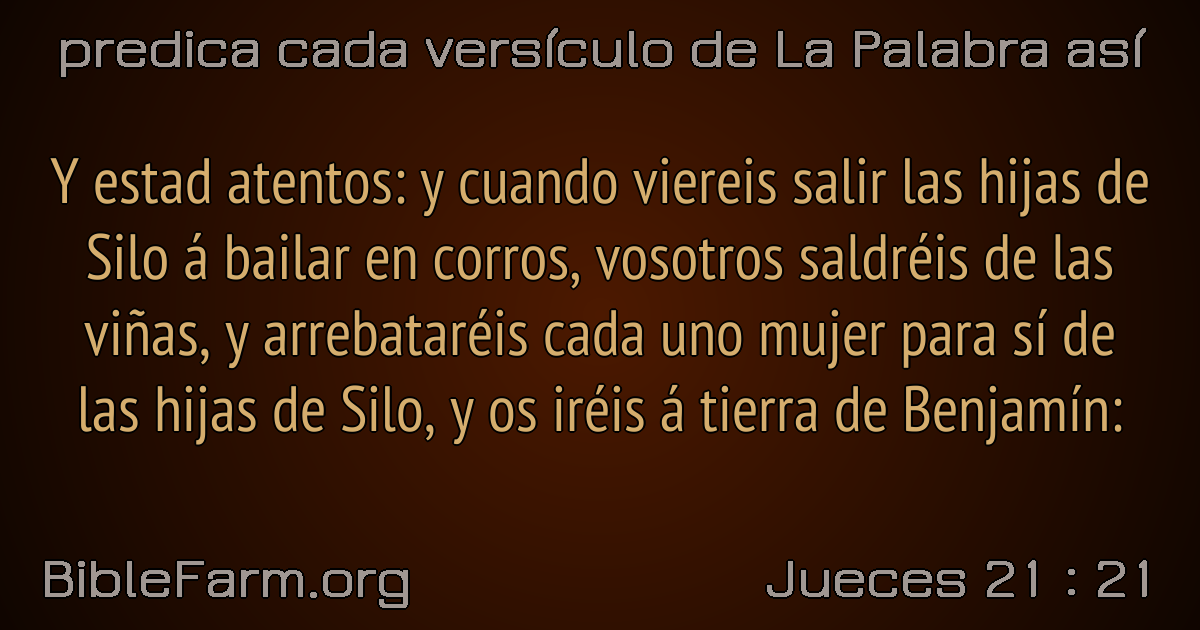 predica cada versículo de La Palabra así
Y estad atentos: y cuando viereis salir las hijas de
Silo á bailar en corros, vosotros saldréis de las
viñas, y arrebataréis cada uno mujer para sí de
las hijas de Silo, y os iréis á tierra de Benjamín:
BibleFarm.org
Jueces 21 : 21